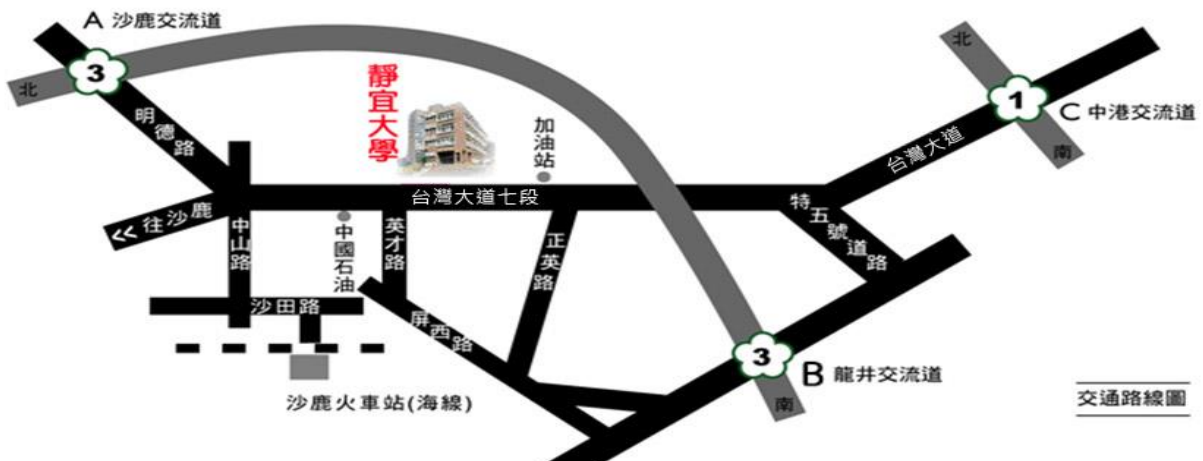 A 沙鹿交流道
北
3
明德路
靜宜大學
加油站
北
1
C 中港交流道
南
台灣大道
台灣大道七段
<< 往沙鹿
中山路
中國石油
英才路
正英路
特五號道路
沙田路
屏西路
3
B 龍井交流道
南
沙鹿火車站(海線)
交通路線圖